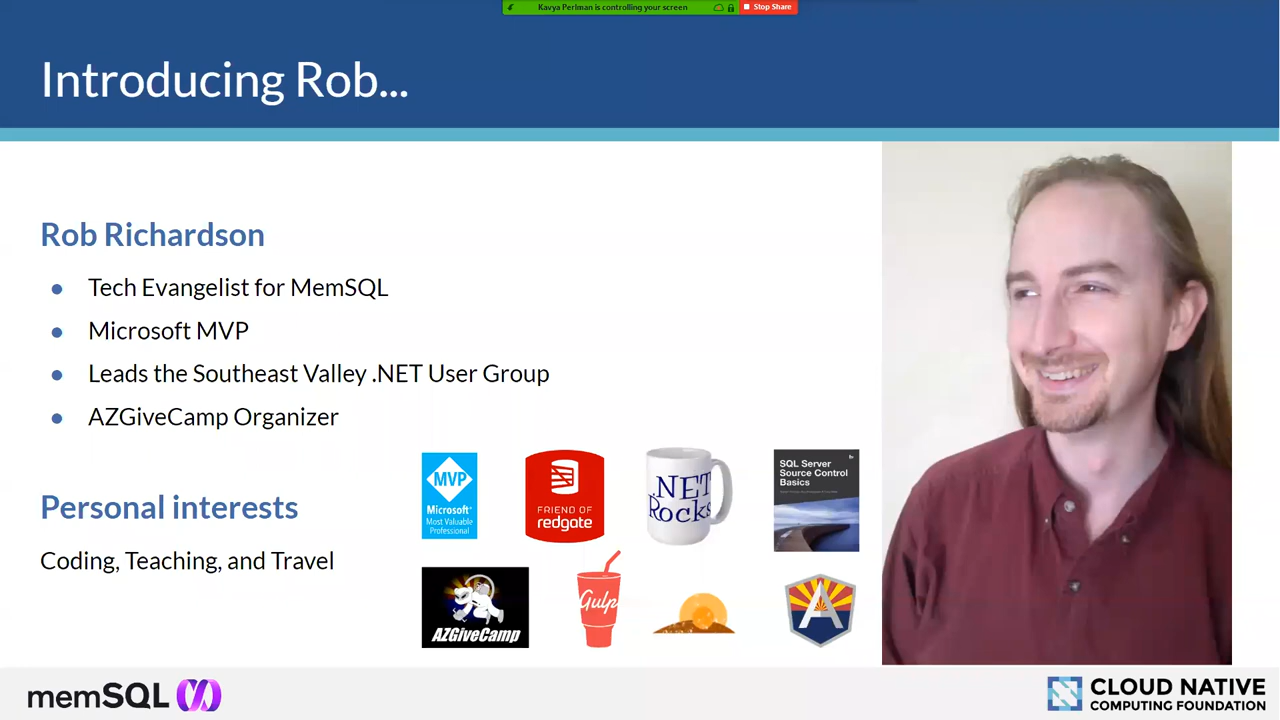 Kavya Perlman is controlling your screen
Stop Share
Introducing Rob...
Rob Richardson
● Tech Evangelist for MemSQL
● Microsoft MVP
● Leads the Southeast Valley .NET User Group
● AZGiveCamp Organizer
Personal interests
Coding, Teaching, and Travel
MVP
Microsoft®
Most Valuable
Professional
FRIEND OF
redgate
.NET
Rocks
SQL Server
Source Control
Basics
AZGiveCamp
Gulp
A
memSQL
CLOUD NATIVE
COMPUTING FOUNDATION